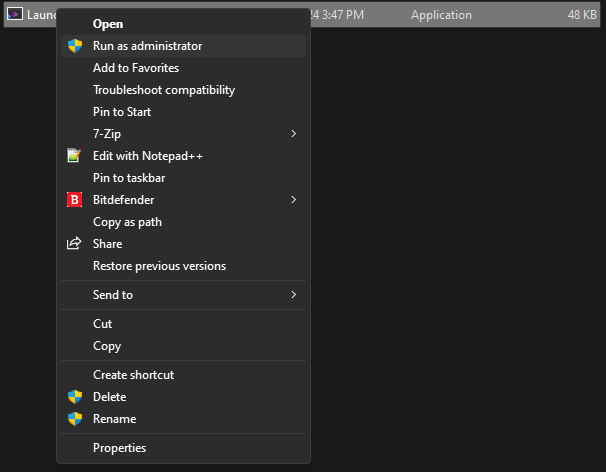 24 3:47 PM Application 48 KB
Open
Run as administrator
Add to Favorites
Troubleshoot compatibility
Pin to Start
7-Zip
Edit with Notepad++
Pin to taskbar
B Bitdefender
Copy as path
Share
Restore previous versions
Send to
Cut
Copy
Create shortcut
Delete
Rename
Properties